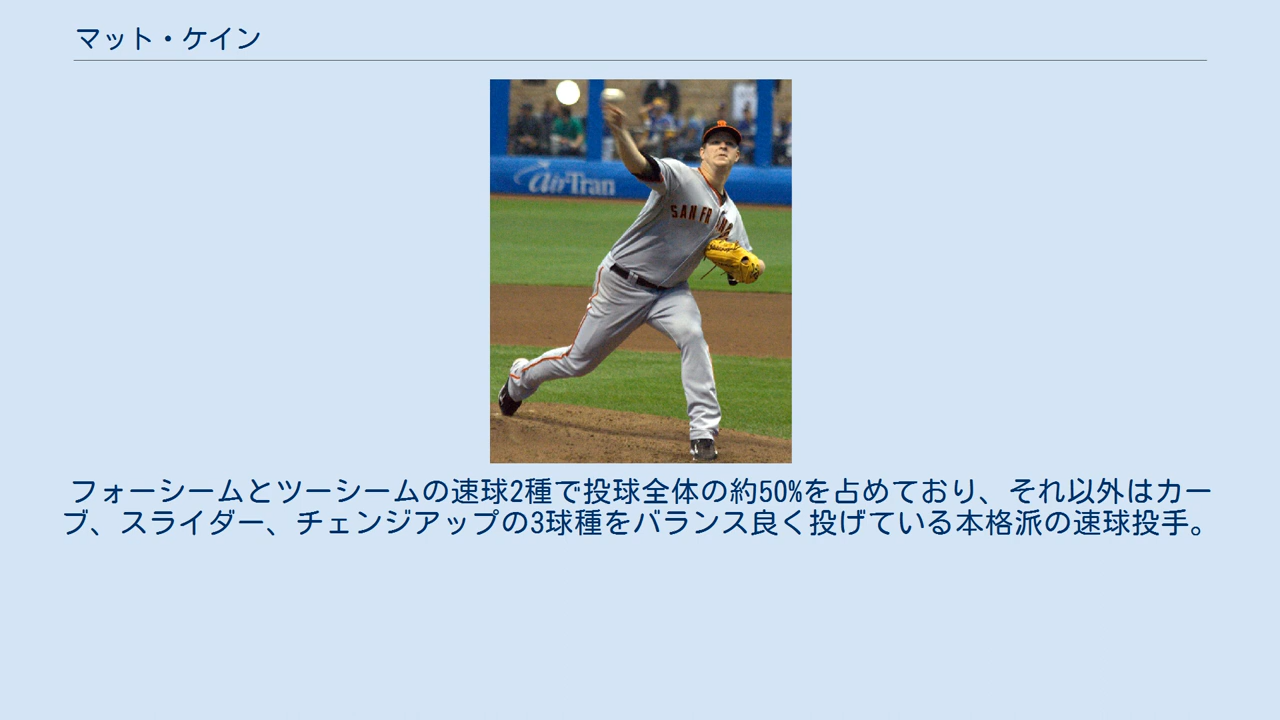 マット・ケイン
airTran
SAN FR
フォーシームとツーシームの速球2種で投球全体の約50%を占めており、それ以外はカー
ブ、スライダー、チェンジアップの3球種をバランス良く投げている本格派の速球投手。